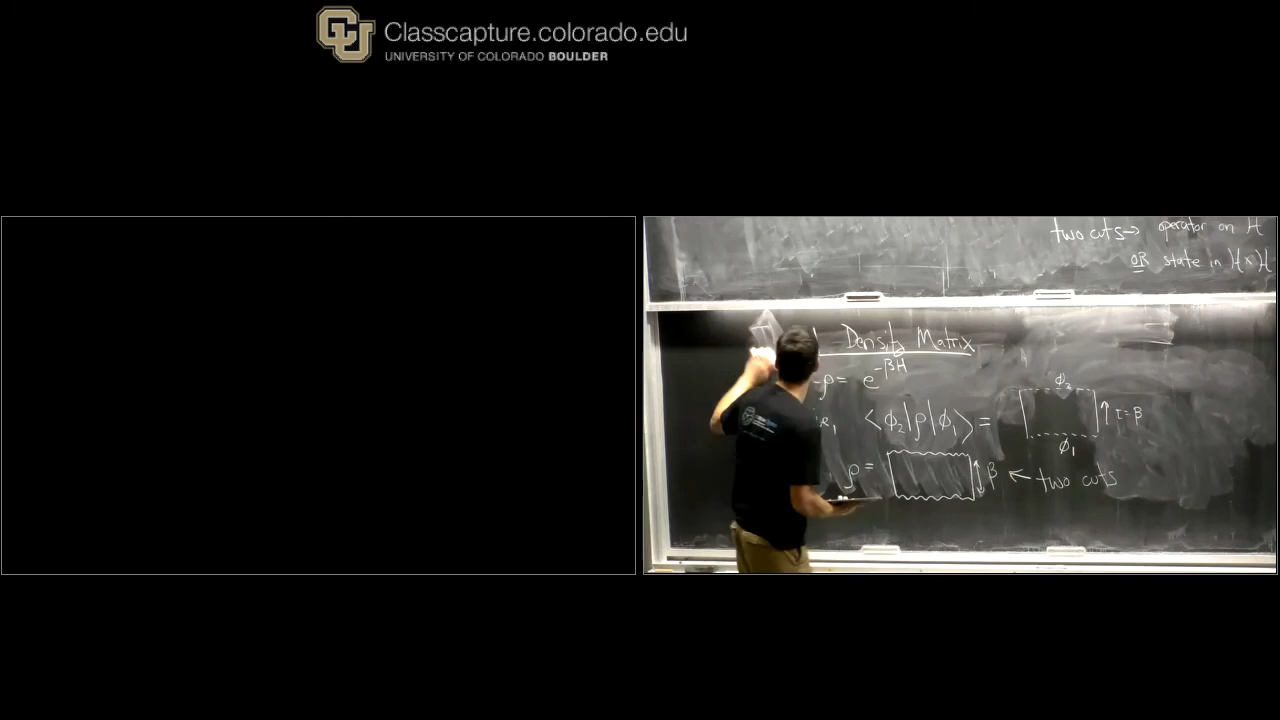 Classcapture.colorado.edu
UNIVERSITY OF COLORADO BOULDER
two cuts → operator on H
OR state in H(x)H
Density Matrix
ρ = e^{-βH}
<φ₂|ρ|φ₁> =
φ₂
↑ τ=β
φ₁
ρ =
β ← two cuts